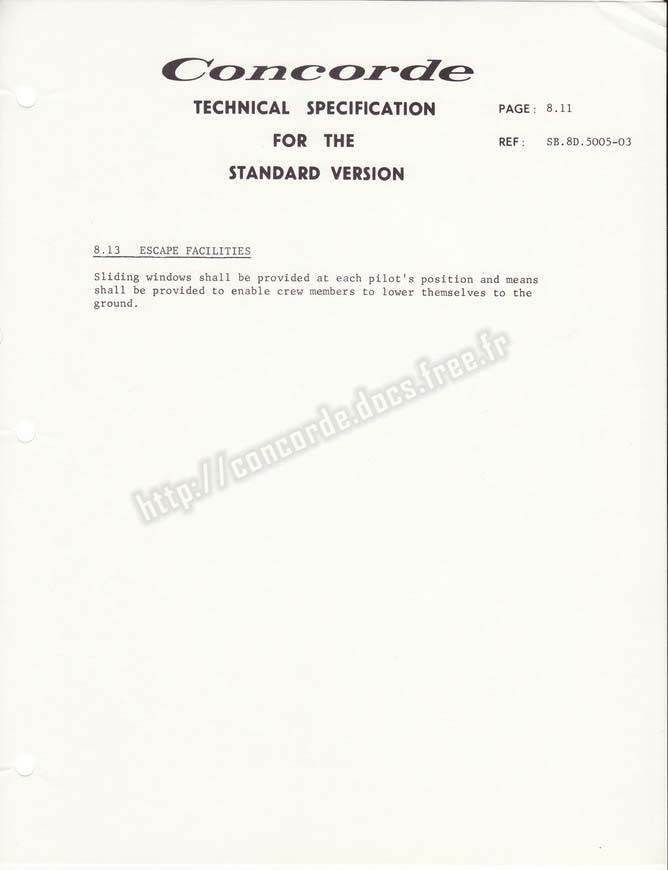 Concorde
TECHNICAL SPECIFICATION
FOR THE
STANDARD VERSION
PAGE: 8.11
REF: SB.8D.5005-03
8.13 ESCAPE FACILITIES
Sliding windows shall be provided at each pilot's position and means
shall be provided to enable crew members to lower themselves to the
ground.
http://concorde.docs.free.fr